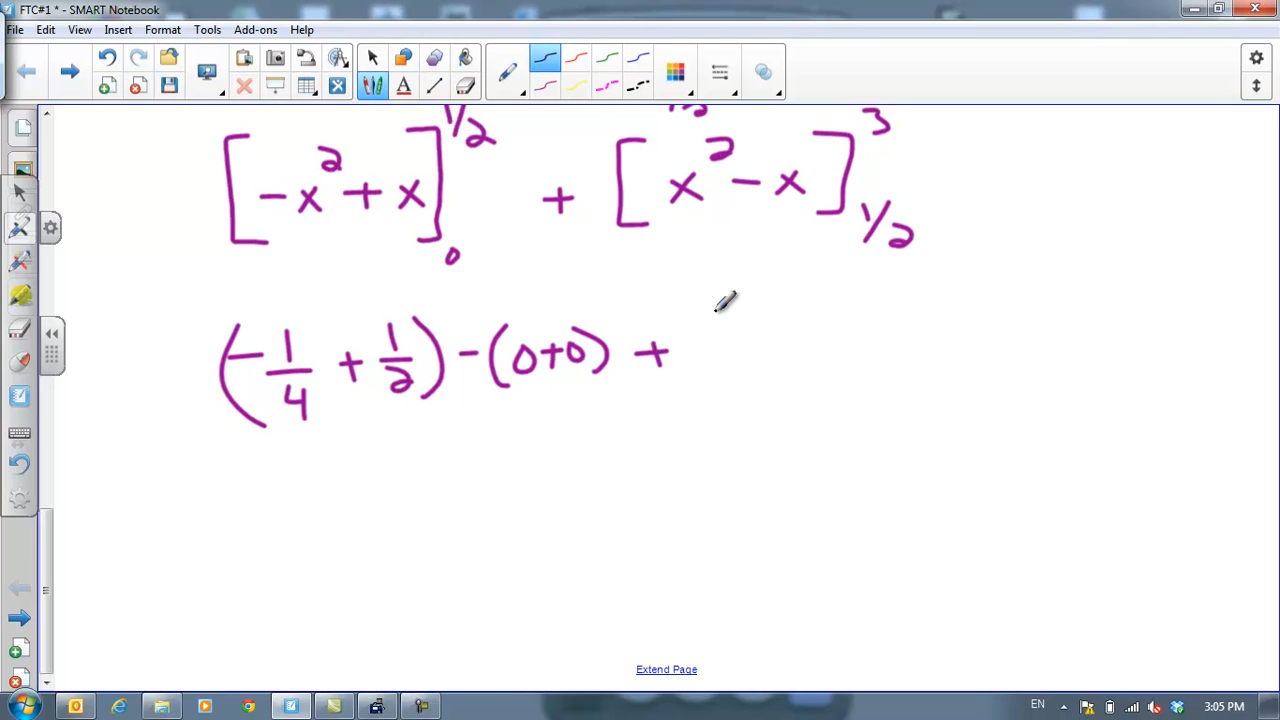 FTC#1 * - SMART Notebook
File Edit View Insert Format Tools Add-ons Help
[-x² + x]₀^1/2 + [x² - x]_1/2^3
(-1/4 + 1/2) - (0+0) +
Extend Page
EN 3:05 PM